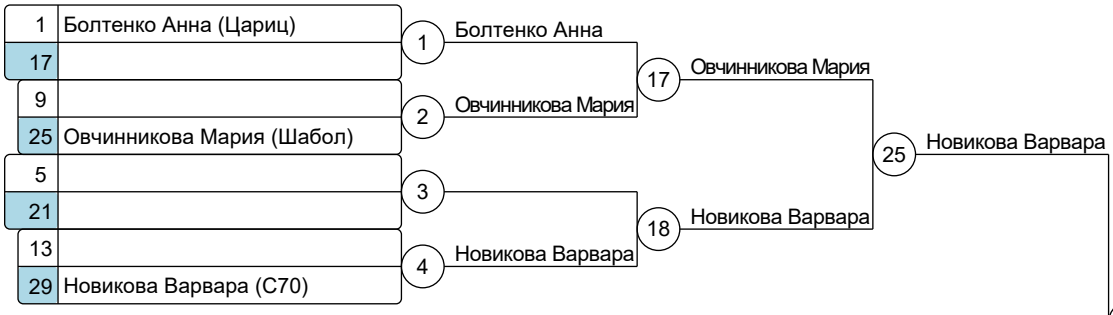 1 Болтенко Анна (Цариц)
17
9
25 Овчинникова Мария (Шабол)
5
21
13
29 Новикова Варвара (С70)
1 Болтенко Анна
2 Овчинникова Мария
3
4 Новикова Варвара
17 Овчинникова Мария
18 Новикова Варвара
25 Новикова Варвара